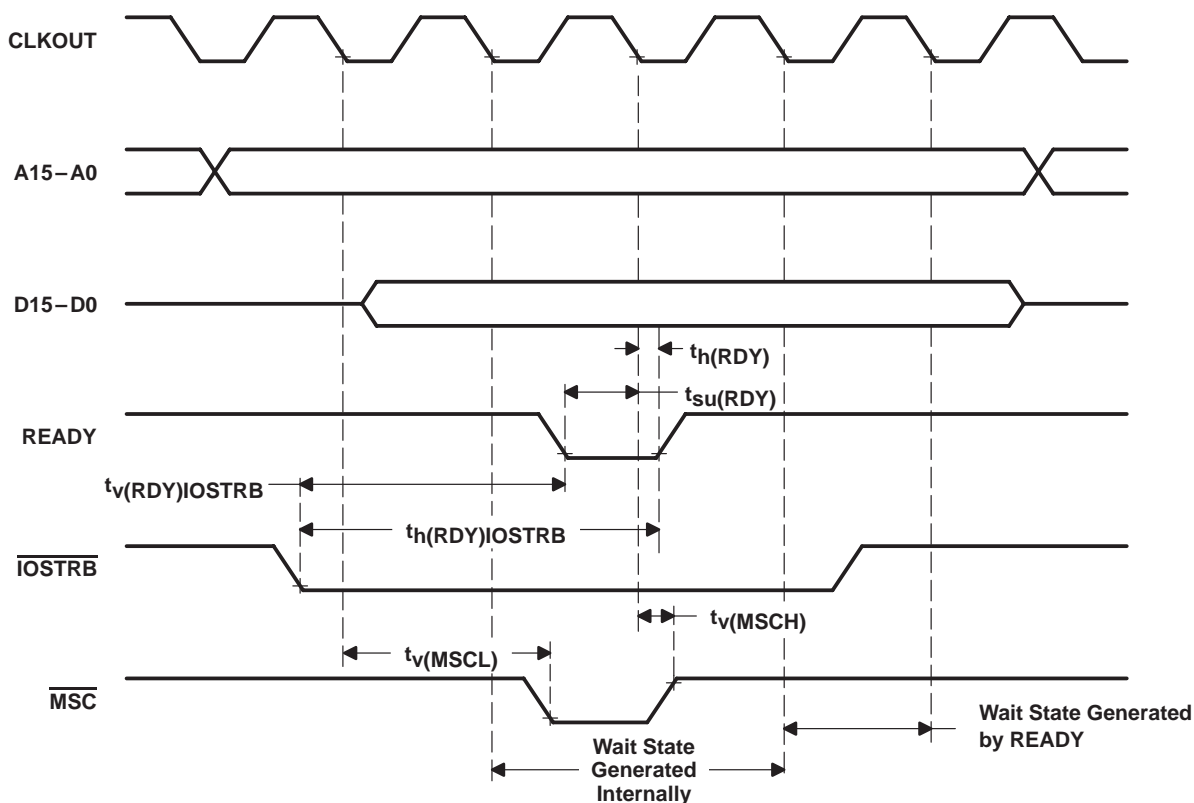 CLKOUT
A15–A0
D15–D0
th(RDY)
tsu(RDY)
READY
tv(RDY)IOSTRB
th(RDY)IOSTRB
IOSTRB
tv(MSCH)
tv(MSCL)
MSC
Wait State Generated
by READY
Wait State
Generated
Internally